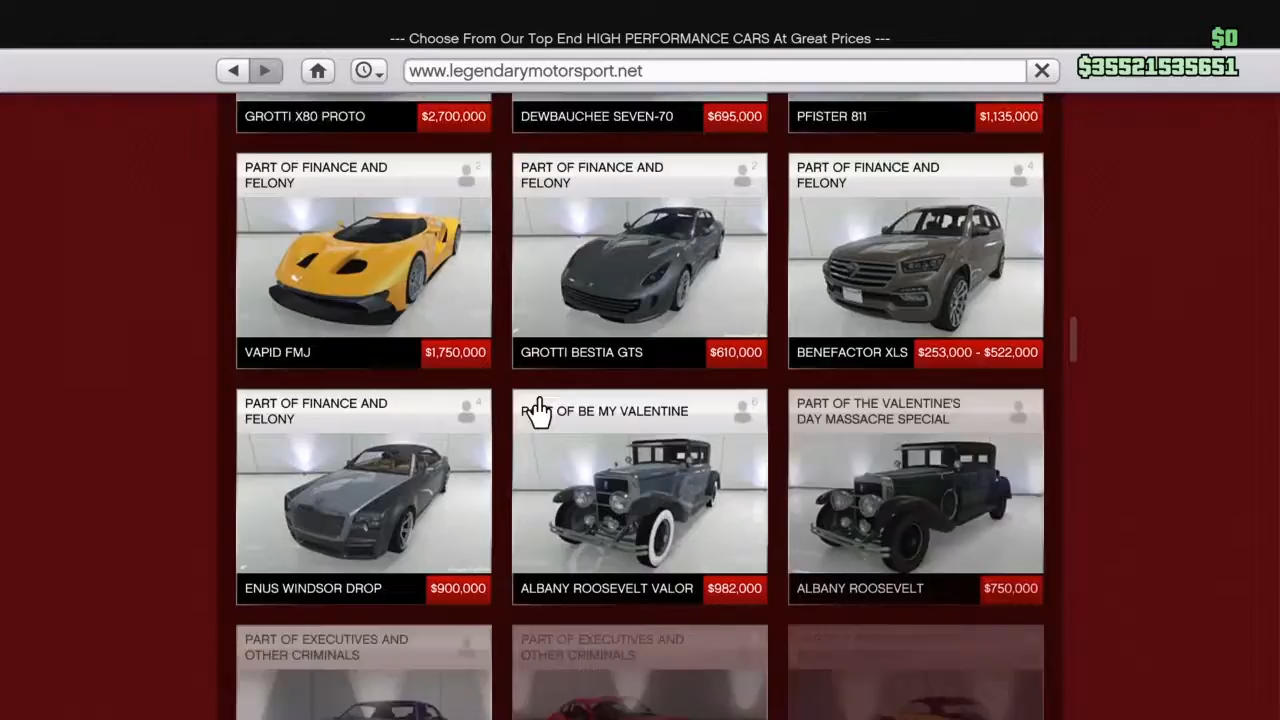 --- Choose From Our Top End HIGH PERFORMANCE CARS At Great Prices ---
$0
www.legendarymotorsport.net
$35521535651
GROTTI X80 PROTO $2,700,000
DEWBAUCHEE SEVEN-70 $695,000
PFISTER 811 $1,135,000
PART OF FINANCE AND
FELONY
2
PART OF FINANCE AND
FELONY
2
PART OF FINANCE AND
FELONY
4
VAPID FMJ $1,750,000
GROTTI BESTIA GTS $610,000
BENEFACTOR XLS $253,000 - $522,000
PART OF FINANCE AND
FELONY
4
OF BE MY VALENTINE
6
PART OF THE VALENTINE'S
DAY MASSACRE SPECIAL
ENUS WINDSOR DROP $900,000
ALBANY ROOSEVELT VALOR $982,000
ALBANY ROOSEVELT $750,000
PART OF EXECUTIVES AND
OTHER CRIMINALS
PART OF EXECUTIVES AND
OTHER CRIMINALS